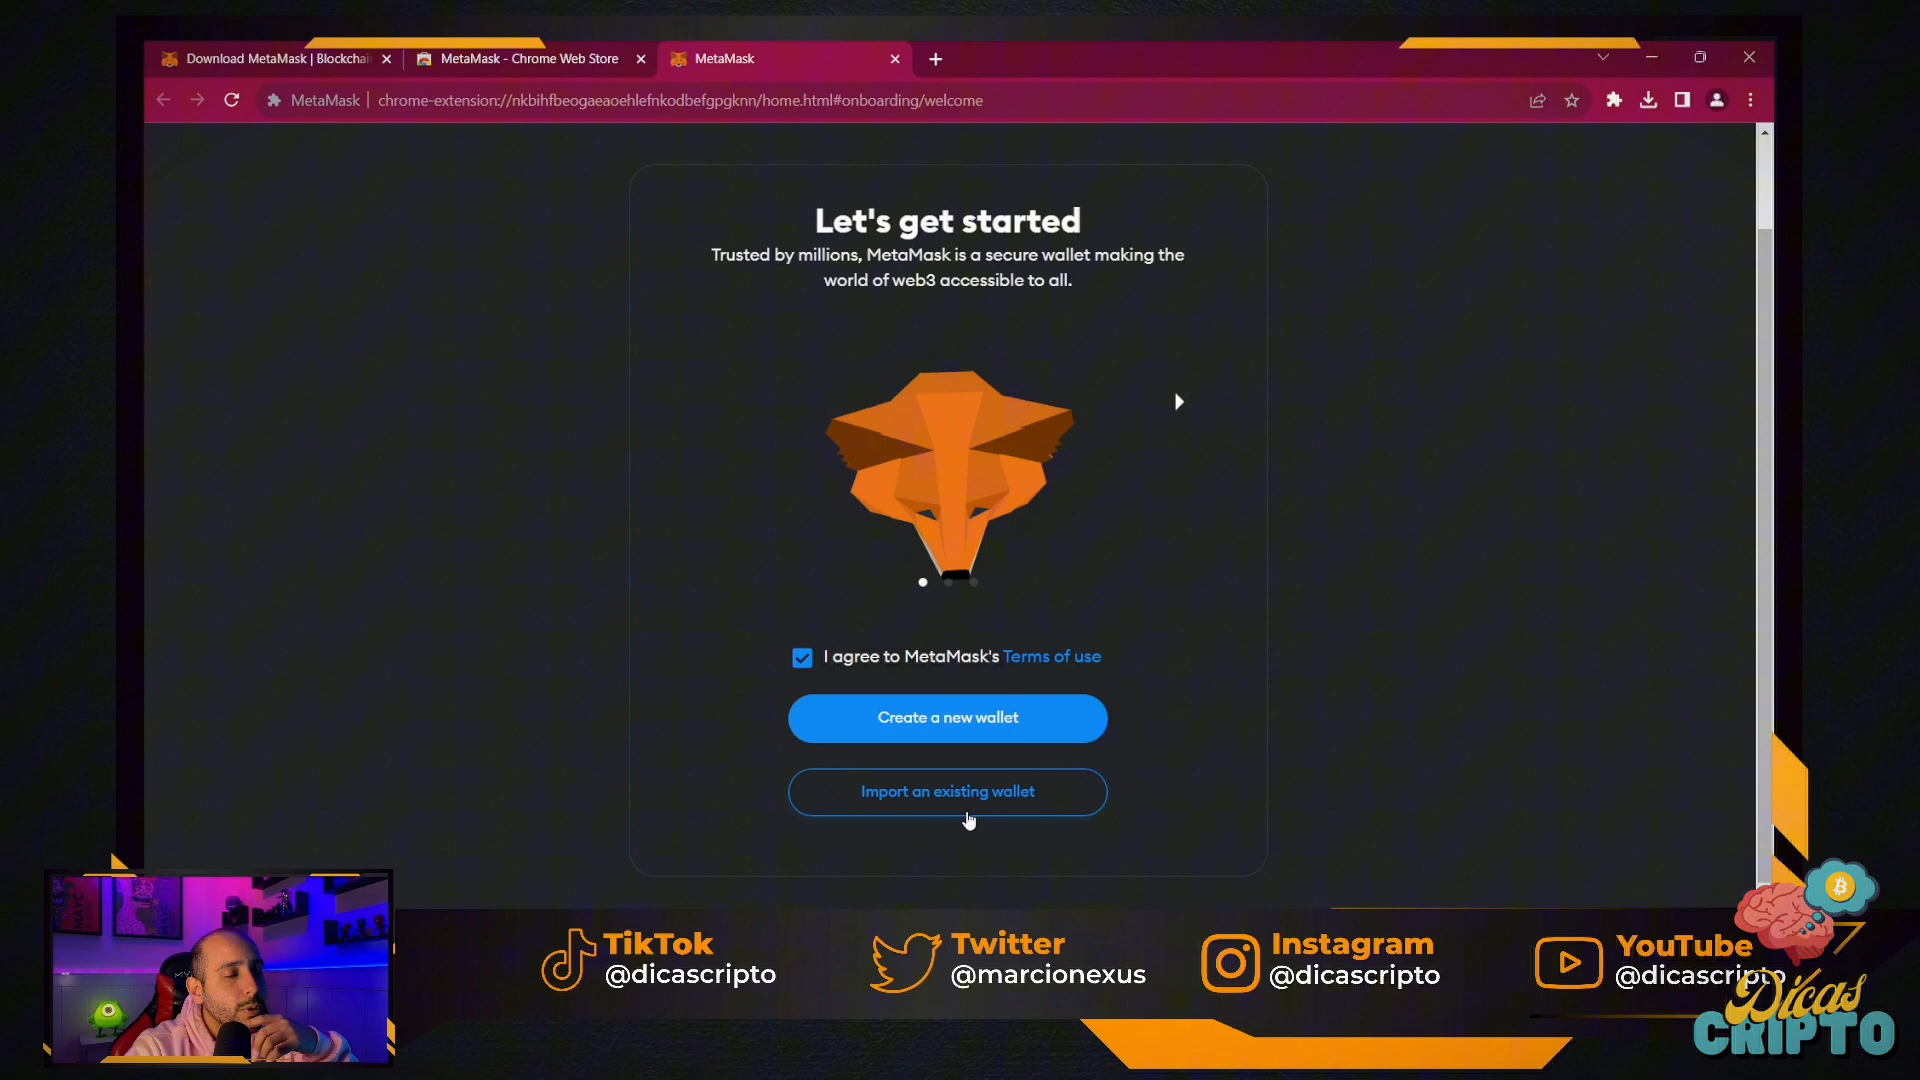 Download MetaMask | Blockchai
MetaMask - Chrome Web Store
MetaMask
MetaMask | chrome-extension://nkbihfbeogaeaoehlefnkodbefgpgknn/home.html#onboarding/welcome
Let's get started
Trusted by millions, MetaMask is a secure wallet making the
world of web3 accessible to all.
I agree to MetaMask's Terms of use
Create a new wallet
Import an existing wallet
MAYC
TikTok
@dicascripto
Twitter
@marcionexus
Instagram
@dicascripto
YouTube
@dicascripto
Dicas
CRIPTO